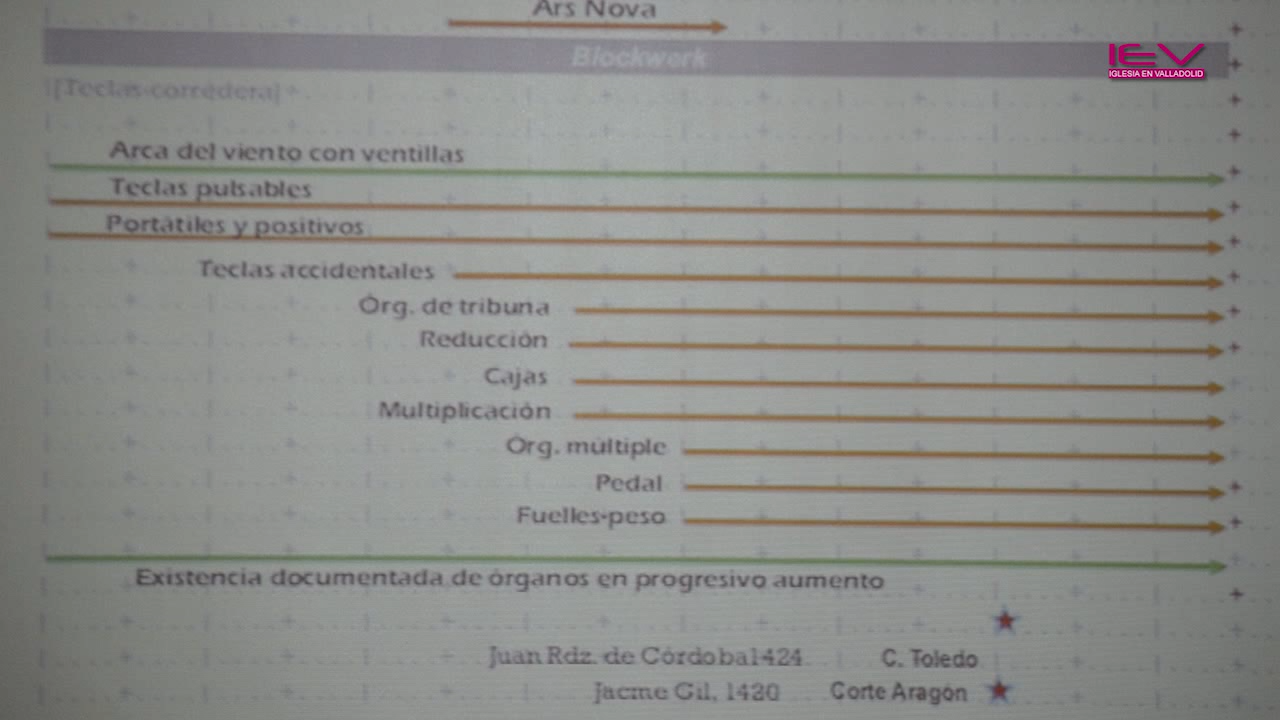 Ars Nova
Blockwerk
IEV
IGLESIA EN VALLADOLID
[Teclas-corredera]
Arca del viento con ventillas
Teclas pulsables
Portátiles y positivos
Teclas accidentales
Órg. de tribuna
Reducción
Cajas
Multiplicación
Órg. múltiple
Pedal
Fuelles-peso
Existencia documentada de órganos en progresivo aumento
Juan Rdz. de Córdoba1424 C. Toledo
Jacme Gil, 1420 Corte Aragón